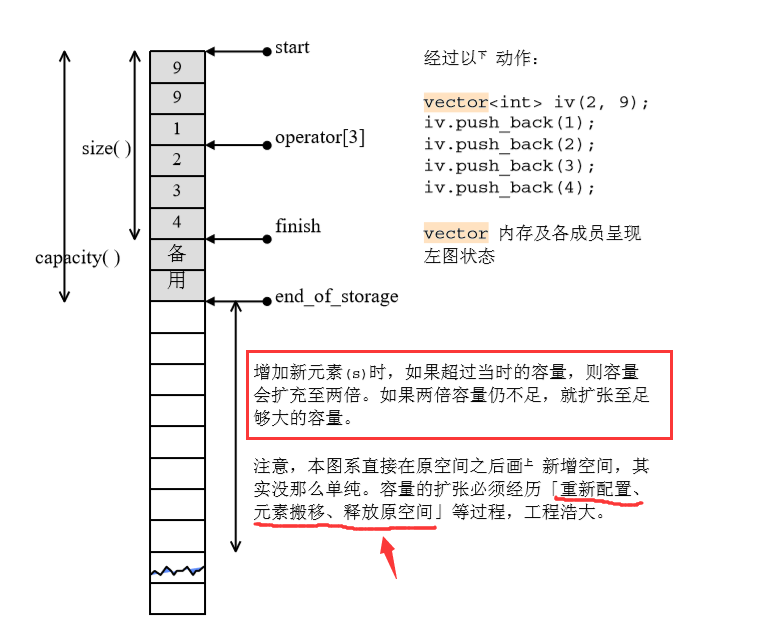 start
9
9
1
operator[3]
2
size( )
3
4
finish
备
capacity( )
用
end_of_storage
经过以下 动作:
vector<int> iv(2, 9);
iv.push_back(1);
iv.push_back(2);
iv.push_back(3);
iv.push_back(4);
vector 内存及各成员呈现
左图状态
增加新元素(s)时，如果超过当时的容量，则容量
会扩充至两倍。如果两倍容量仍不足，就扩张至足
够大的容量。
注意，本图系直接在原空间之后画上 新增空间，其
实没那么单纯。容量的扩张必须经历「重新配置、
元素搬移、释放原空间」等过程，工程浩大。